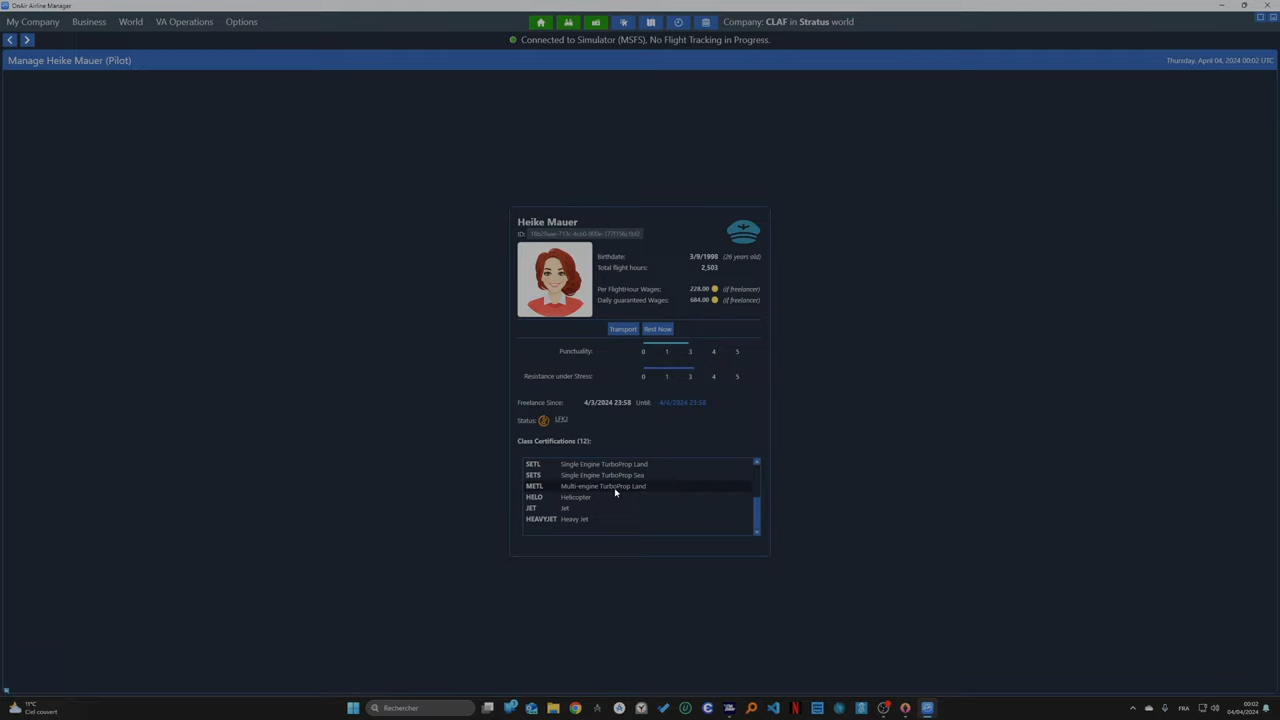 OnAir Airline Manager
My Company Business World VA Operations Options Company: CLAF in Stratus world
Connected to Simulator (MSFS), No Flight Tracking in Progress.
Manage Heike Mauer (Pilot) Thursday, April 04, 2024 00:02 UTC
Heike Mauer
ID:
Birthdate: 3/9/1998 (26 years old)
Total flight hours: 2,503
Per FlightHour Wages: 228.00 (if freelancer)
Daily guaranteed Wages: 684.00 (if freelancer)
Transport Rest Now
Punctuality: 0 1 3 4 5
Resistance under Stress: 0 1 3 4 5
Freelance Since: 4/3/2024 23:58 Until: 4/4/2024 23:58
Status: LFKJ
Class Certifications (12):
SETL Single Engine TurboProp Land
SETS Single Engine TurboProp Sea
METL Multi-engine TurboProp Land
HELO Helicopter
JET Jet
HEAVYJET Heavy Jet
11°C
Ciel couvert
Rechercher
FRA
00:02
04/04/2024